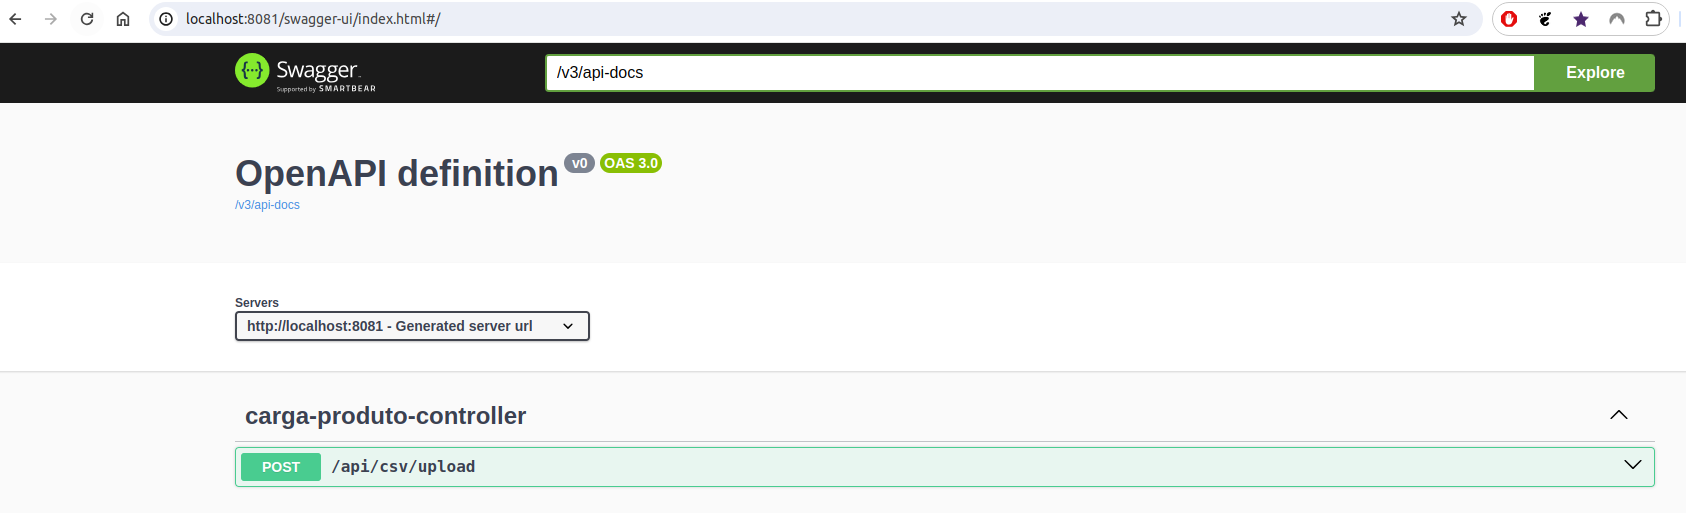 localhost:8081/swagger-ui/index.html#/
Swagger
Supported by SMARTBEAR
/v3/api-docs
Explore
OpenAPI definition v0 OAS 3.0
/v3/api-docs
Servers
http://localhost:8081 - Generated server url
carga-produto-controller
POST /api/csv/upload